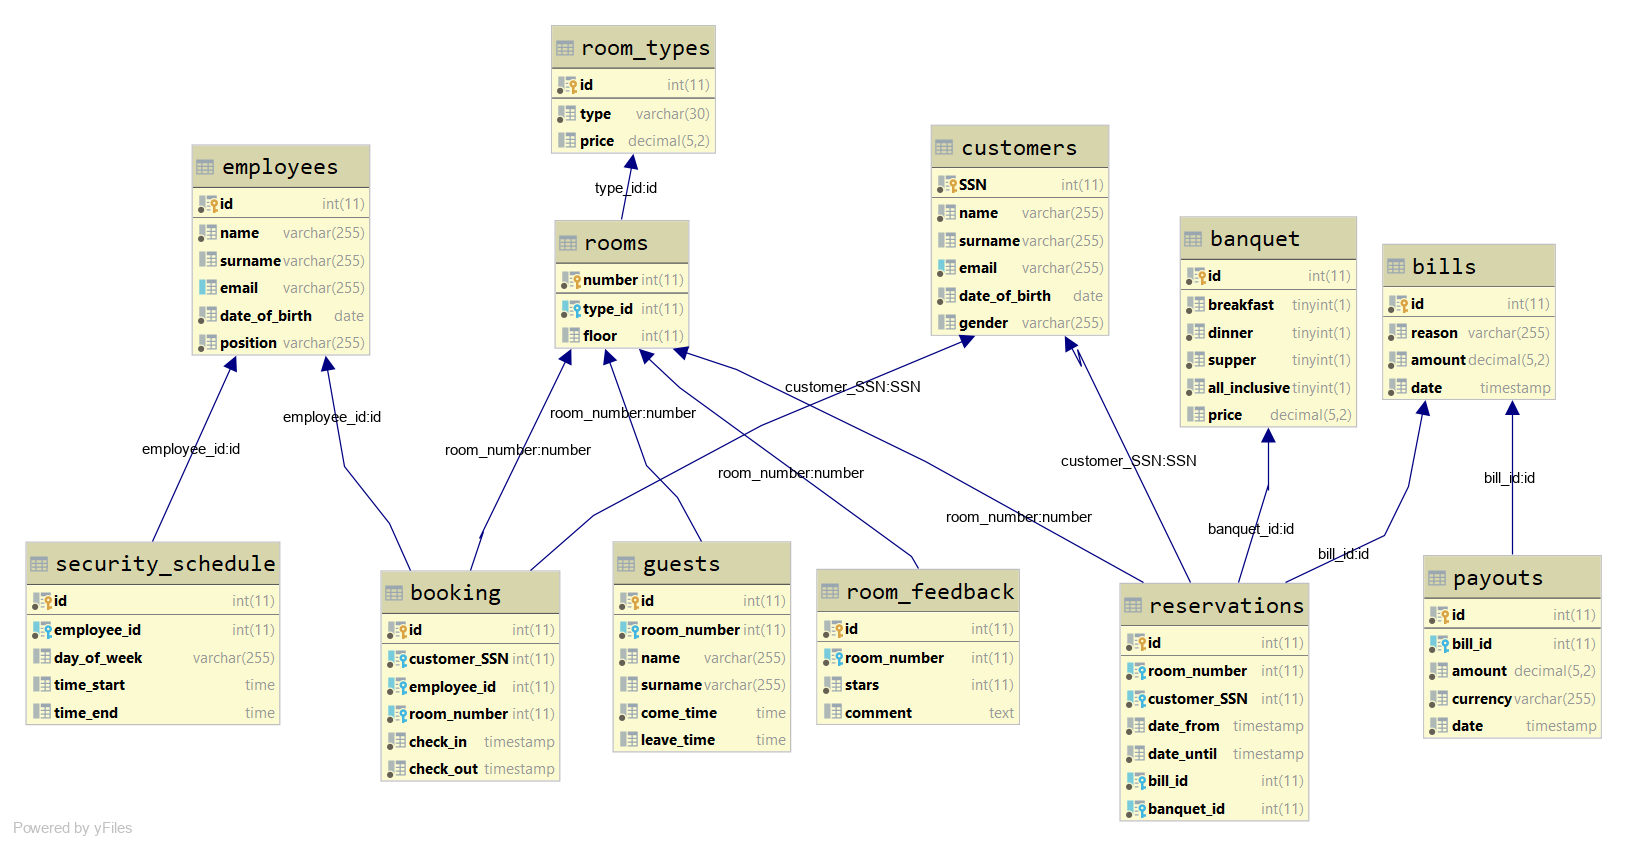 room_types
id int(11)
type varchar(30)
price decimal(5,2)
type_id:id
employees
id int(11)
name varchar(255)
surname varchar(255)
email varchar(255)
date_of_birth date
position varchar(255)
rooms
number int(11)
type_id int(11)
floor int(11)
customers
SSN int(11)
name varchar(255)
surname varchar(255)
email varchar(255)
date_of_birth date
gender varchar(255)
banquet
id int(11)
breakfast tinyint(1)
dinner tinyint(1)
supper tinyint(1)
all_inclusive tinyint(1)
price decimal(5,2)
bills
id int(11)
reason varchar(255)
amount decimal(5,2)
date timestamp
employee_id:id
employee_id:id
room_number:number
room_number:number
customer_SSN:SSN
room_number:number
room_number:number
customer_SSN:SSN
banquet_id:id
bill_id:id
bill_id:id
security_schedule
id int(11)
employee_id int(11)
day_of_week varchar(255)
time_start time
time_end time
booking
id int(11)
customer_SSN int(11)
employee_id int(11)
room_number int(11)
check_in timestamp
check_out timestamp
guests
id int(11)
room_number int(11)
name varchar(255)
surname varchar(255)
come_time time
leave_time time
room_feedback
id int(11)
room_number int(11)
stars int(11)
comment text
reservations
id int(11)
room_number int(11)
customer_SSN int(11)
date_from timestamp
date_until timestamp
bill_id int(11)
banquet_id int(11)
payouts
id int(11)
bill_id int(11)
amount decimal(5,2)
currency varchar(255)
date timestamp
Powered by yFiles